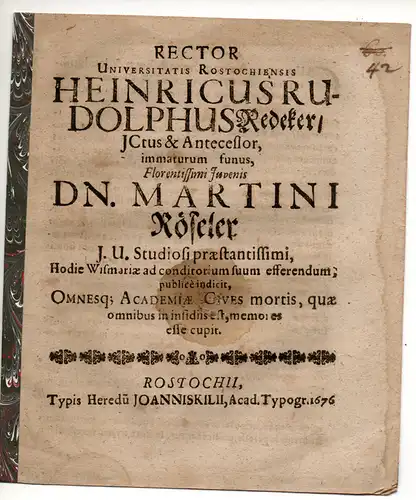 42
RECTOR
UNIVERSITATIS ROSTOCHIENSIS
HEINRICUS RU-
DOLPHUS Redeker/
JCtus & Antecessor,
immaturum funus,
Florentissimi Juvenis
DN. MARTINI
Röseler
J. U. Studiosi præstantissimi,
Hodie Wismariæ ad conditorium suum efferendum,
publicè indicit,
OMNESQ; ACADEMIÆ CIVES mortis, quæ
omnibus in insidiis est, memores
esse cupit.
ROSTOCHII,
Typis Heredū JOANNIS KILII, Acad. Typogr. 1676